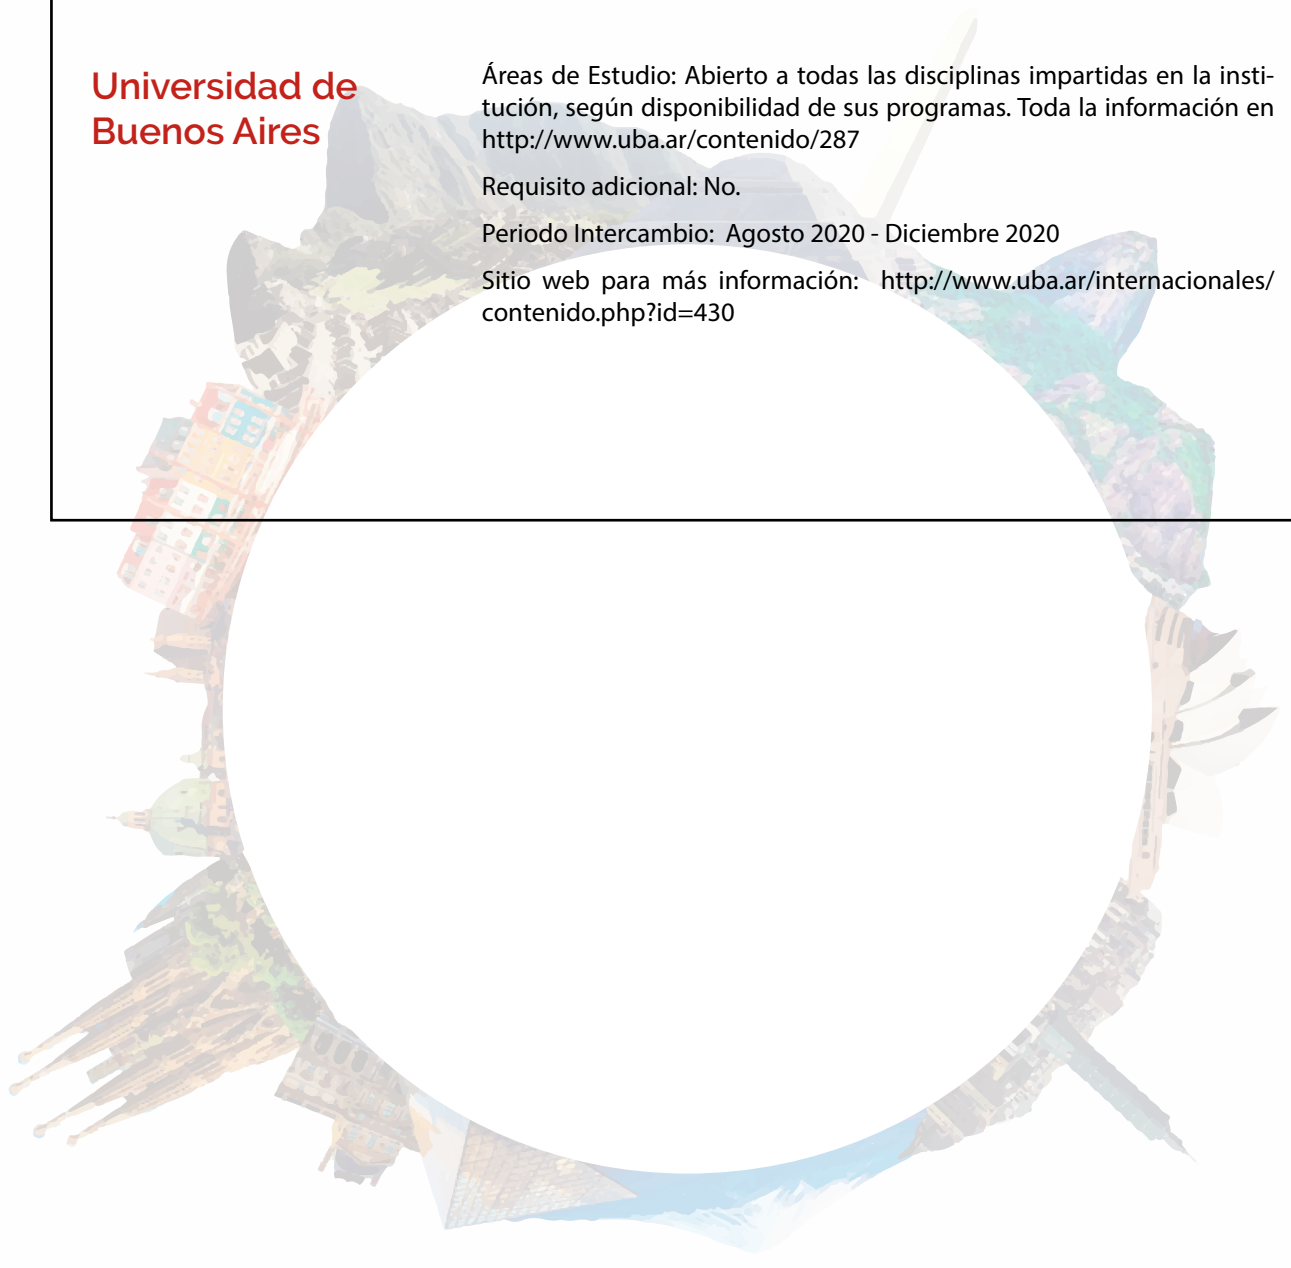 Universidad de
Buenos Aires
Áreas de Estudio: Abierto a todas las disciplinas impartidas en la insti-
tución, según disponibilidad de sus programas. Toda la información en
http://www.uba.ar/contenido/287
Requisito adicional: No.
Periodo Intercambio:  Agosto 2020 - Diciembre 2020
Sitio web para más información:  http://www.uba.ar/internacionales/
contenido.php?id=430